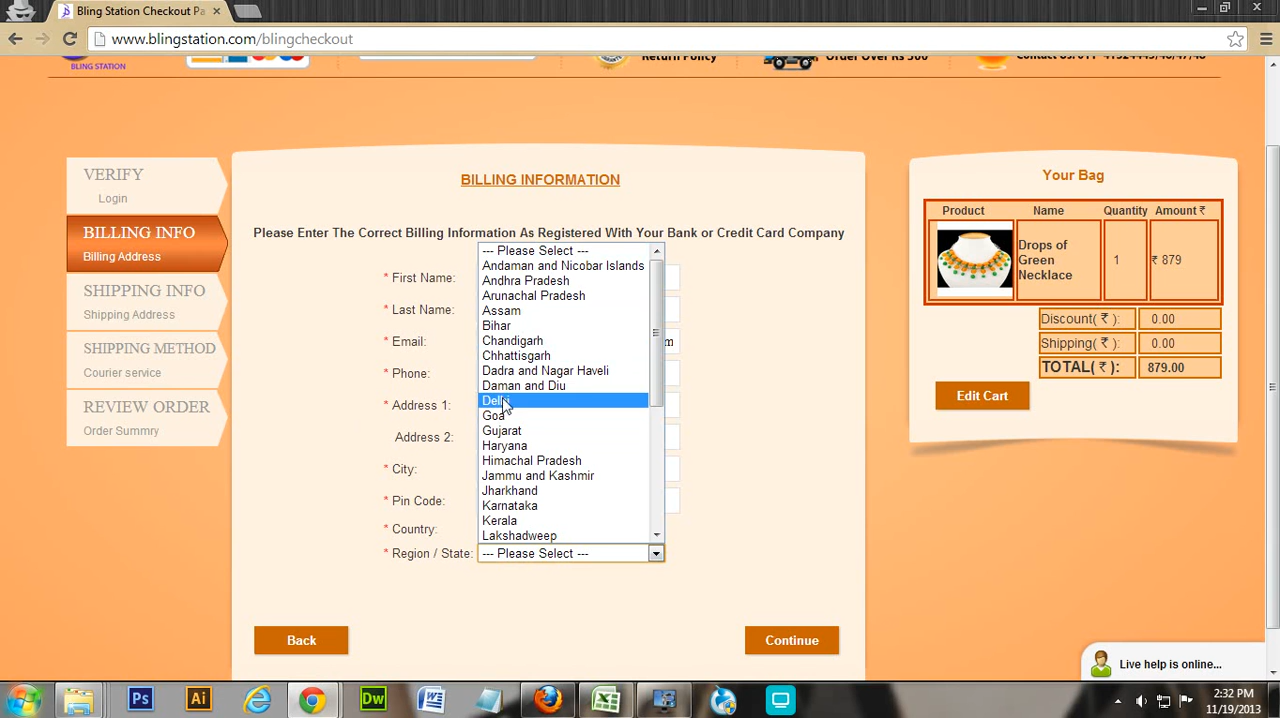 Bling Station Checkout Pa
www.blingstation.com/blingcheckout
BLING STATION
Return Policy
Order Over Rs 500
VERIFY
Login
BILLING INFO
Billing Address
SHIPPING INFO
Shipping Address
SHIPPING METHOD
Courier service
REVIEW ORDER
Order Summry
BILLING INFORMATION
Please Enter The Correct Billing Information As Registered With Your Bank or Credit Card Company
* First Name:
* Last Name:
* Email:
m
* Phone:
* Address 1:
Address 2:
* City:
* Pin Code:
* Country:
* Region / State:
--- Please Select ---
Andaman and Nicobar Islands
Andhra Pradesh
Arunachal Pradesh
Assam
Bihar
Chandigarh
Chhattisgarh
Dadra and Nagar Haveli
Daman and Diu
Delhi
Goa
Gujarat
Haryana
Himachal Pradesh
Jammu and Kashmir
Jharkhand
Karnataka
Kerala
Lakshadweep
--- Please Select ---
Back
Continue
Your Bag
Product Name Quantity Amount ₹
Drops of
Green
Necklace
1
₹ 879
Discount( ₹ ): 0.00
Shipping( ₹ ): 0.00
TOTAL( ₹ ): 879.00
Edit Cart
Live help is online...
Ps
Ai
Dw
2:32 PM
11/19/2013